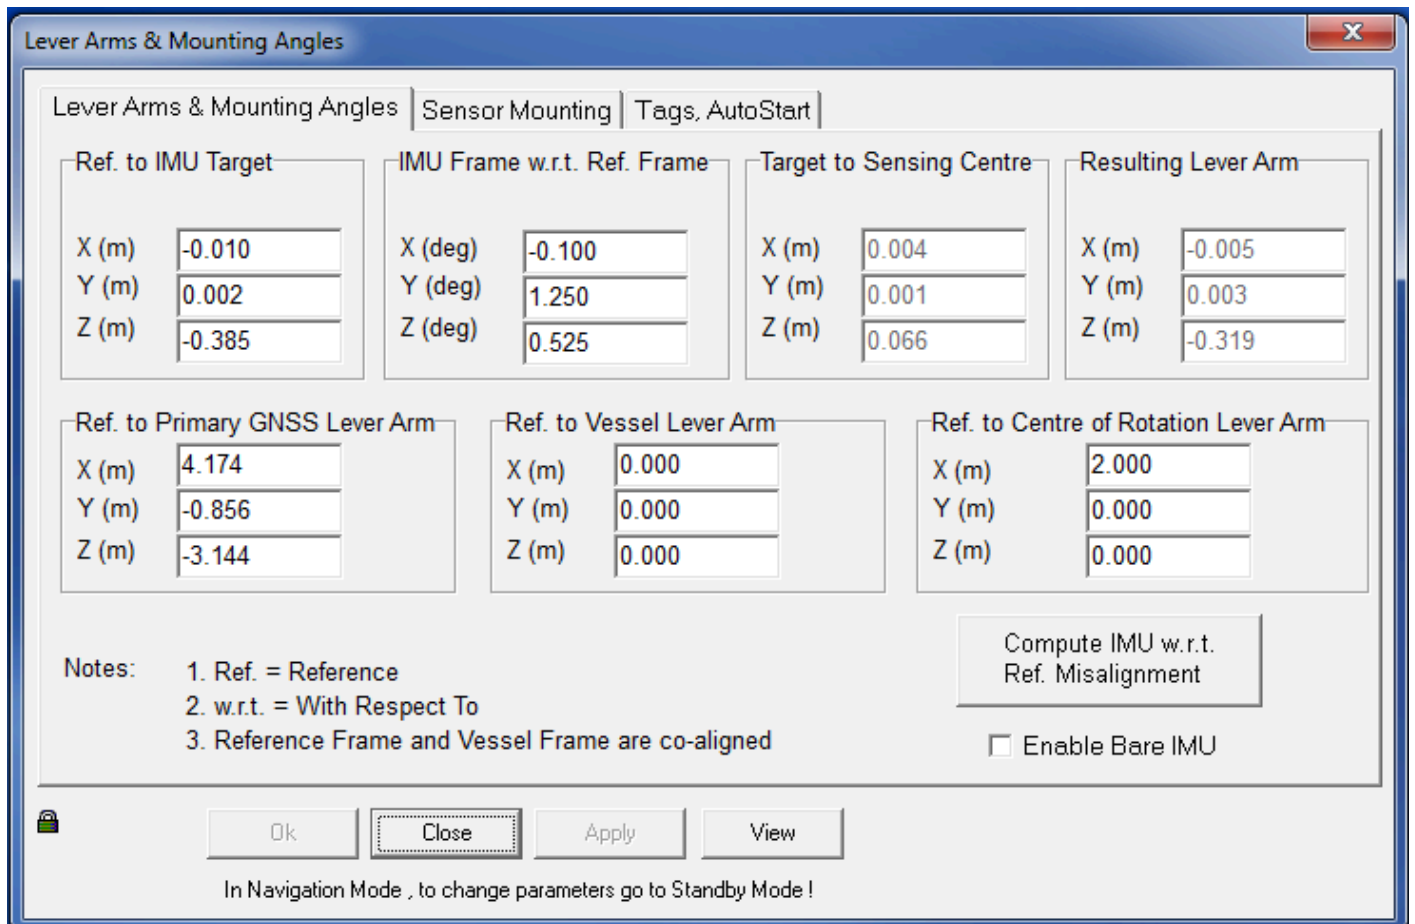 Lever Arms & Mounting Angles
Lever Arms & Mounting Angles Sensor Mounting Tags, AutoStart
Ref. to IMU Target IMU Frame w.r.t. Ref. Frame Target to Sensing Centre Resulting Lever Arm
X (m) -0.010 X (deg) -0.100 X (m) 0.004 X (m) -0.005
Y (m) 0.002 Y (deg) 1.250 Y (m) 0.001 Y (m) 0.003
Z (m) -0.385 Z (deg) 0.525 Z (m) 0.066 Z (m) -0.319
Ref. to Primary GNSS Lever Arm Ref. to Vessel Lever Arm Ref. to Centre of Rotation Lever Arm
X (m) 4.174 X (m) 0.000 X (m) 2.000
Y (m) -0.856 Y (m) 0.000 Y (m) 0.000
Z (m) -3.144 Z (m) 0.000 Z (m) 0.000
Compute IMU w.r.t.
Ref. Misalignment
Notes: 1. Ref. = Reference
2. w.r.t. = With Respect To
3. Reference Frame and Vessel Frame are co-aligned
Enable Bare IMU
Ok Close Apply View
In Navigation Mode , to change parameters go to Standby Mode !